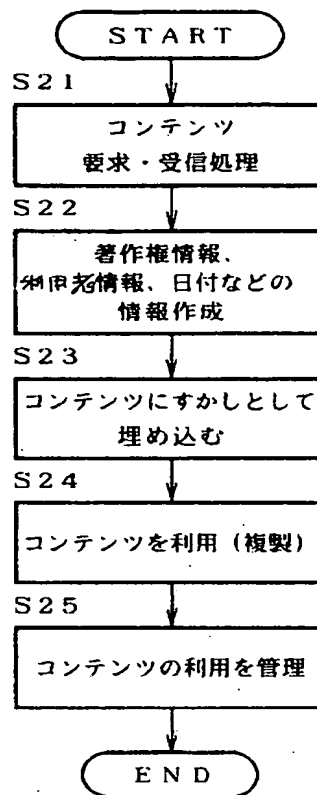 START
S21
コンテンツ
要求・受信処理
S22
著作権情報、
利用者情報、日付などの
情報作成
S23
コンテンツにすかしとして
埋め込む
S24
コンテンツを利用(複製)
S25
コンテンツの利用を管理
END